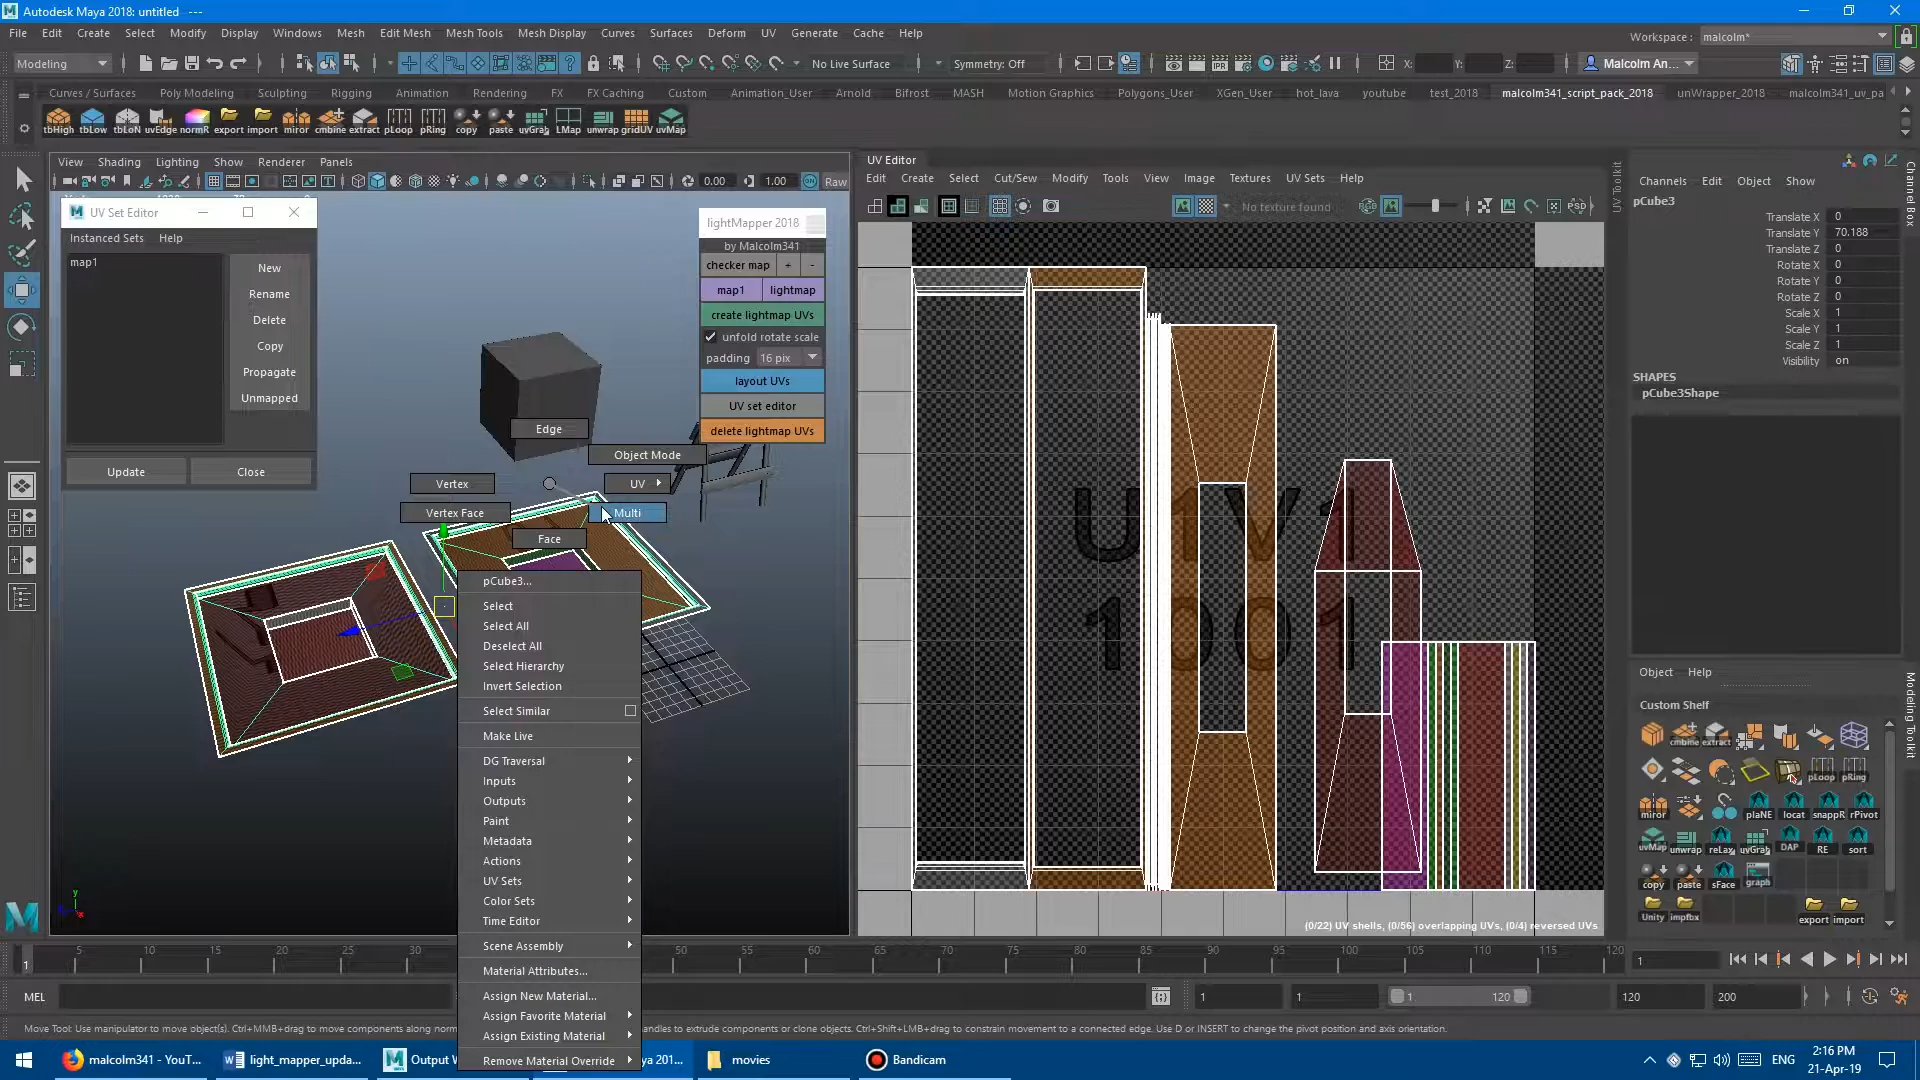 Autodesk Maya 2018: untitled   ---
File Edit Create Select Modify Display Windows Mesh Edit Mesh Mesh Tools Mesh Display Curves Surfaces Deform UV Generate Cache Help
Workspace : malcolm*
Modeling No Live Surface Symmetry: Off X: Y: Z: Malcolm An...
Curves / Surfaces Poly Modeling Sculpting Rigging Animation Rendering FX FX Caching Custom Animation_User Arnold Bifrost MASH Motion Graphics Polygons_User XGen_User hot_lava youtube test_2018 malcolm341_script_pack_2018 unWrapper_2018 malcolm341_uv_pa
tbHigh tbLow tbLoN uvEdge normR export import miror cmbine extract pLoop pRing copy paste uvGrab LMap unwrap gridUV uvMap
View Shading Lighting Show Renderer Panels
0.00 1.00 Raw
UV Set Editor
Instanced Sets Help
map1
New
Rename
Delete
Copy
Propagate
Unmapped
Update Close
lightMapper 2018
by Malcolm341
checker map + -
map1 lightmap
create lightmap UVs
unfold rotate scale
padding 16 pix
layout UVs
UV set editor
delete lightmap UVs
Edge
Object Mode
Vertex
UV
Vertex Face
Multi
Face
pCube3...
Select
Select All
Deselect All
Select Hierarchy
Invert Selection
Select Similar
Make Live
DG Traversal
Inputs
Outputs
Paint
Metadata
Actions
UV Sets
Color Sets
Time Editor
Scene Assembly
Material Attributes...
Assign New Material...
Assign Favorite Material
Assign Existing Material
Remove Material Override
UV Editor
Edit Create Select Cut/Sew Modify Tools View Image Textures UV Sets Help
No texture found
U1V1
1001
(0/22) UV shells, (0/56) overlapping UVs, (0/4) reversed UVs
UV Toolkit
Channels Edit Object Show
pCube3
Translate X 0
Translate Y 70.188
Translate Z 0
Rotate X 0
Rotate Y 0
Rotate Z 0
Scale X 1
Scale Y 1
Scale Z 1
Visibility on
SHAPES
pCube3Shape
Channel Box
Modeling Toolkit
Object Help
Custom Shelf
cmbine extract
pLoop pRing
miror plaNE locat snappR rPivot
uvMap unwrap reLax uvGrab DAP RE sort
copy paste sFace graph
Unity impfbx export import
5 10 15 20 25 30 50 55 60 65 70 75 80 85 90 95 100 105 110 115 120
1
1
MEL
1 1 1 120 120 200
Move Tool: Use manipulator to move object(s). Ctrl+MMB+drag to move components along norm
handles to extrude components or clone objects. Ctrl+Shift+LMB+drag to constrain movement to a connected edge. Use D or INSERT to change the pivot position and axis orientation.
malcolm341 - YouT... light_mapper_upda... Output W ya 201... movies Bandicam
ENG
2:16 PM
21-Apr-19